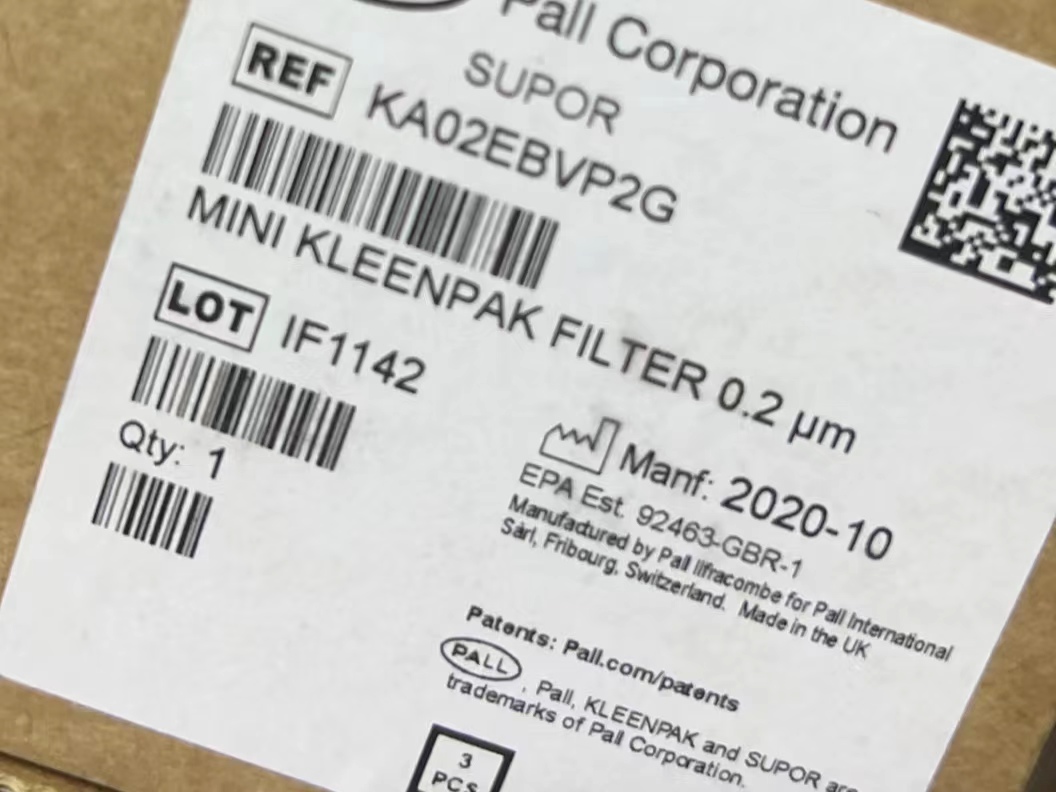 Pall Corporation
SUPOR
REF KA02EBVP2G
MINI KLEENPAK FILTER 0.2 µm
LOT IF1142
Qty: 1
Manf: 2020-10
EPA Est. 92463-GBR-1
Manufactured by Pall Ilfracombe for Pall International
Sàrl, Fribourg, Switzerland. Made in the UK
Patents: Pall.com/patents
PALL , Pall, KLEENPAK and SUPOR are
trademarks of Pall Corporation.
3
PCS